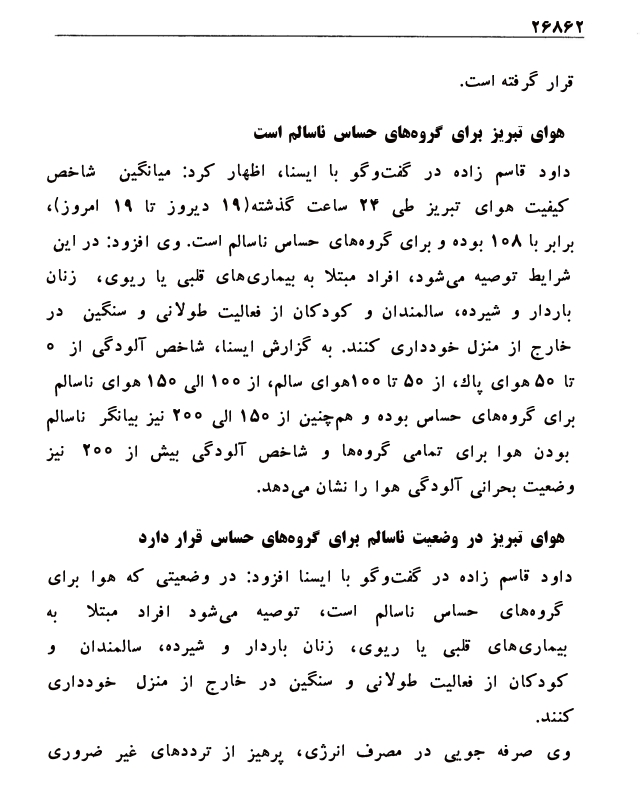 ۲۶۸۶۲
قرار گرفته است.
هوای تبریز برای گروه‌های حساس ناسالم است
داود قاسم زاده در گفت‌وگو با ایسنا، اظهار کرد: میانگین شاخص
کیفیت هوای تبریز طی ۲۴ ساعت گذشته(۱۹ دیروز تا ۱۹ امروز)،
برابر با ۱۰۸ بوده و برای گروه‌های حساس ناسالم است. وی افزود: در این
شرایط توصیه می‌شود، افراد مبتلا به بیماری‌های قلبی یا ریوی، زنان
باردار و شیرده، سالمندان و کودکان از فعالیت طولانی و سنگین در
خارج از منزل خودداری کنند. به گزارش ایسنا، شاخص آلودگی از ۰
تا ۵۰ هوای پاك، از ۵۰ تا ۱۰۰هوای سالم، از ۱۰۰ الی ۱۵۰ هوای ناسالم
برای گروه‌های حساس بوده و هم‌چنین از ۱۵۰ الی ۲۰۰ نیز بیانگر ناسالم
بودن هوا برای تمامی گروه‌ها و شاخص آلودگی بیش از ۲۰۰ نیز
وضعیت بحرانی آلودگی هوا را نشان می‌دهد.
هوای تبریز در وضعیت ناسالم برای گروه‌های حساس قرار دارد
داود قاسم زاده در گفت‌وگو با ایسنا افزود: در وضعیتی که هوا برای
گروه‌های حساس ناسالم است، توصیه می‌شود افراد مبتلا به
بیماری‌های قلبی یا ریوی، زنان باردار و شیرده، سالمندان و
کودکان از فعالیت طولانی و سنگین در خارج از منزل خودداری
کنند.
وی صرفه جویی در مصرف انرژی، پرهیز از ترددهای غیر ضروری